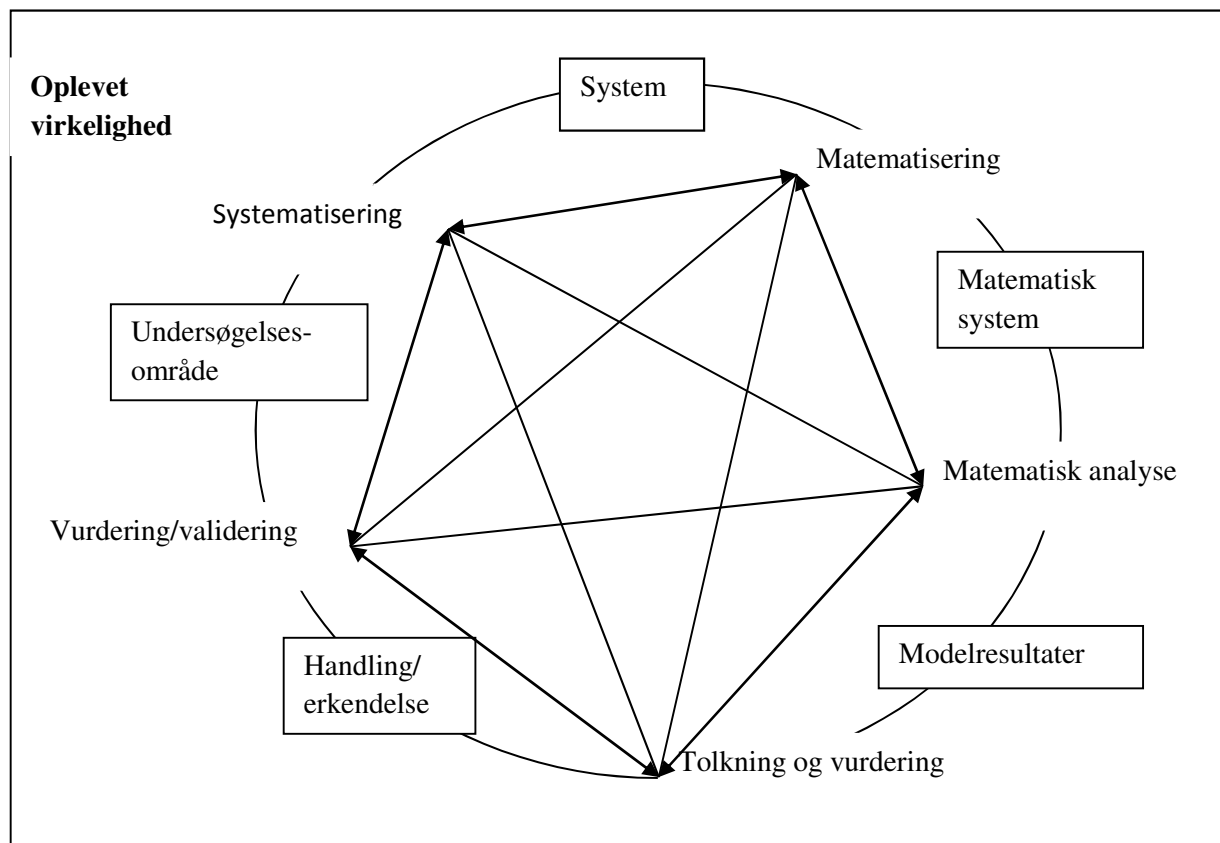 Oplevet
virkelighed
System
Matematisering
Systematisering
Matematisk
system
Undersøgelses-
område
Matematisk analyse
Vurdering/validering
Handling/
erkendelse
Modelresultater
Tolkning og vurdering